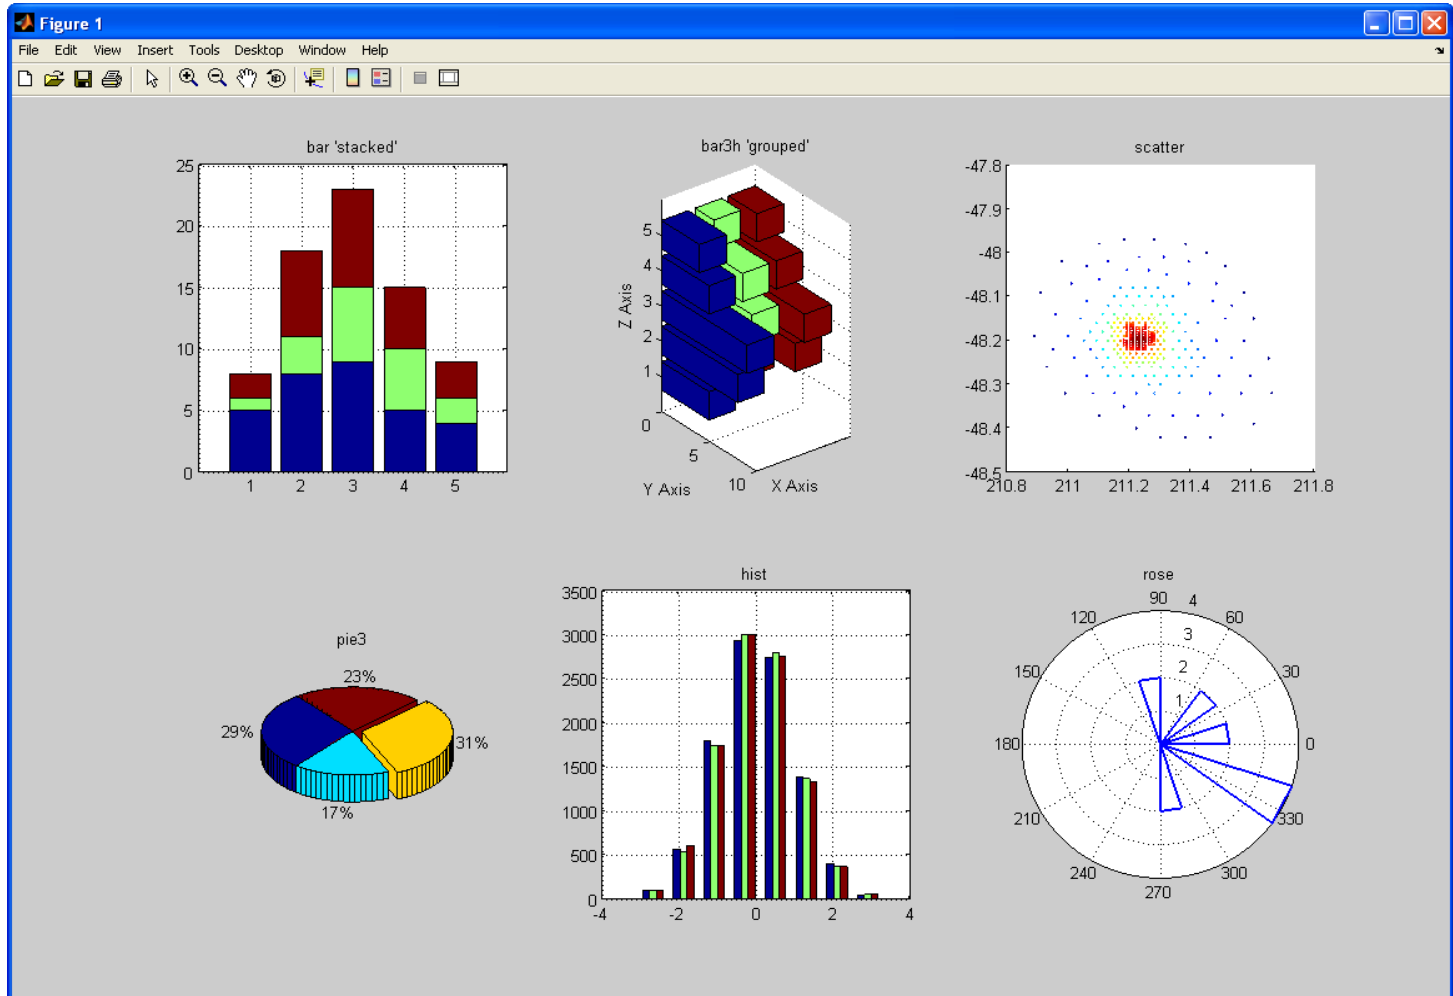 Figure 1
File Edit View Insert Tools Desktop Window Help
bar 'stacked'
25
20
15
10
5
0
1 2 3 4 5
bar3h 'grouped'
5
4
3
2
1
Z Axis
0
5
10
Y Axis
X Axis
scatter
-47.8
-47.9
-48
-48.1
-48.2
-48.3
-48.4
-48.5
210.8 211 211.2 211.4 211.6 211.8
pie3
23%
29%
31%
17%
hist
3500
3000
2500
2000
1500
1000
500
0
-4 -2 0 2 4
rose
90 4
120 60
3
150 2 30
1
180 0
210 330
240 300
270